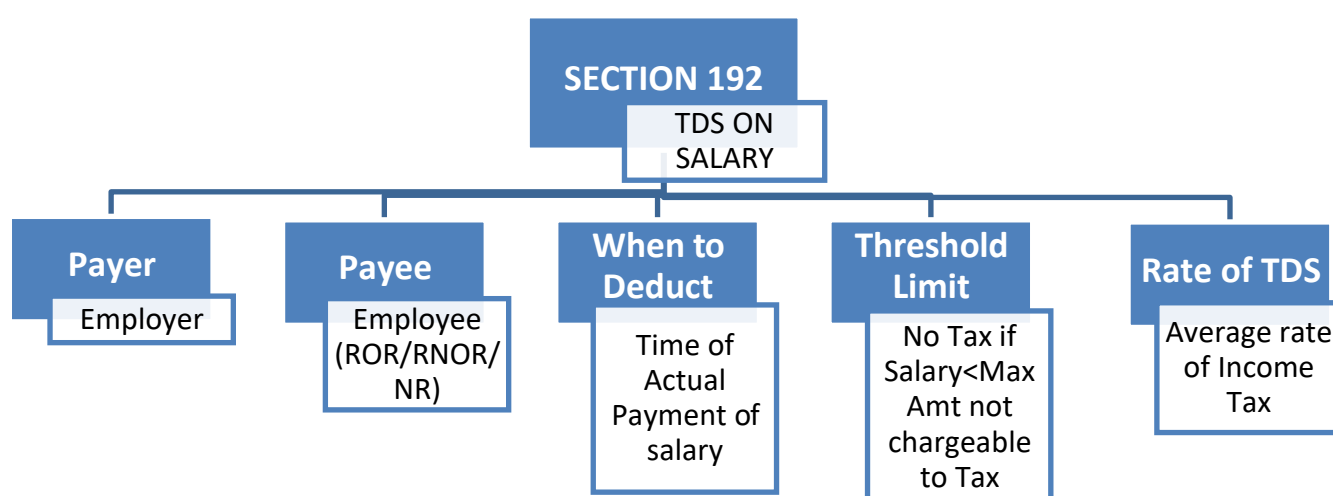 SECTION 192
TDS ON
SALARY
Payer
Employer
Payee
Employee
(ROR/RNOR/
NR)
When to
Deduct
Time of
Actual
Payment of
salary
Threshold
Limit
No Tax if
Salary<Max
Amt not
chargeable
to Tax
Rate of TDS
Average rate
of Income
Tax